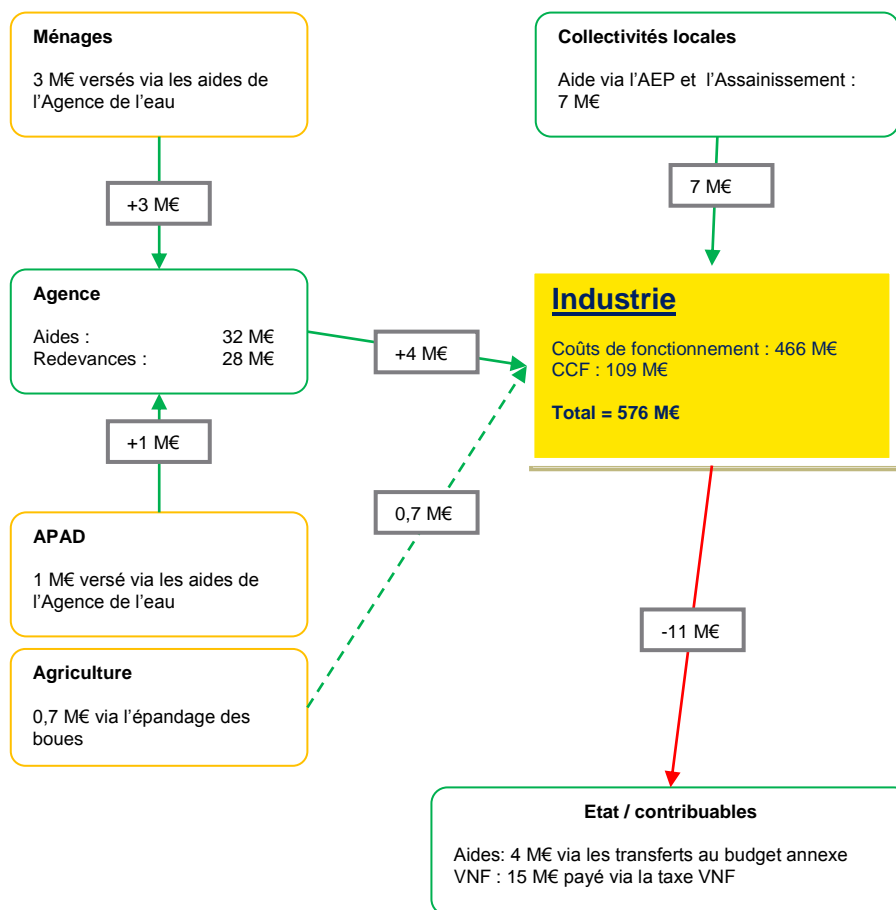 Ménages
3 M€ versés via les aides de
l'Agence de l'eau
Collectivités locales
Aide via l'AEP et l'Assainissement :
7 M€
+3 M€
7 M€
Agence
Aides : 32 M€
Redevances : 28 M€
+4 M€
Industrie
Coûts de fonctionnement : 466 M€
CCF : 109 M€
Total = 576 M€
+1 M€
0,7 M€
APAD
1 M€ versé via les aides de
l'Agence de l'eau
-11 M€
Agriculture
0,7 M€ via l'épandage des
boues
Etat / contribuables
Aides: 4 M€ via les transferts au budget annexe
VNF : 15 M€ payé via la taxe VNF